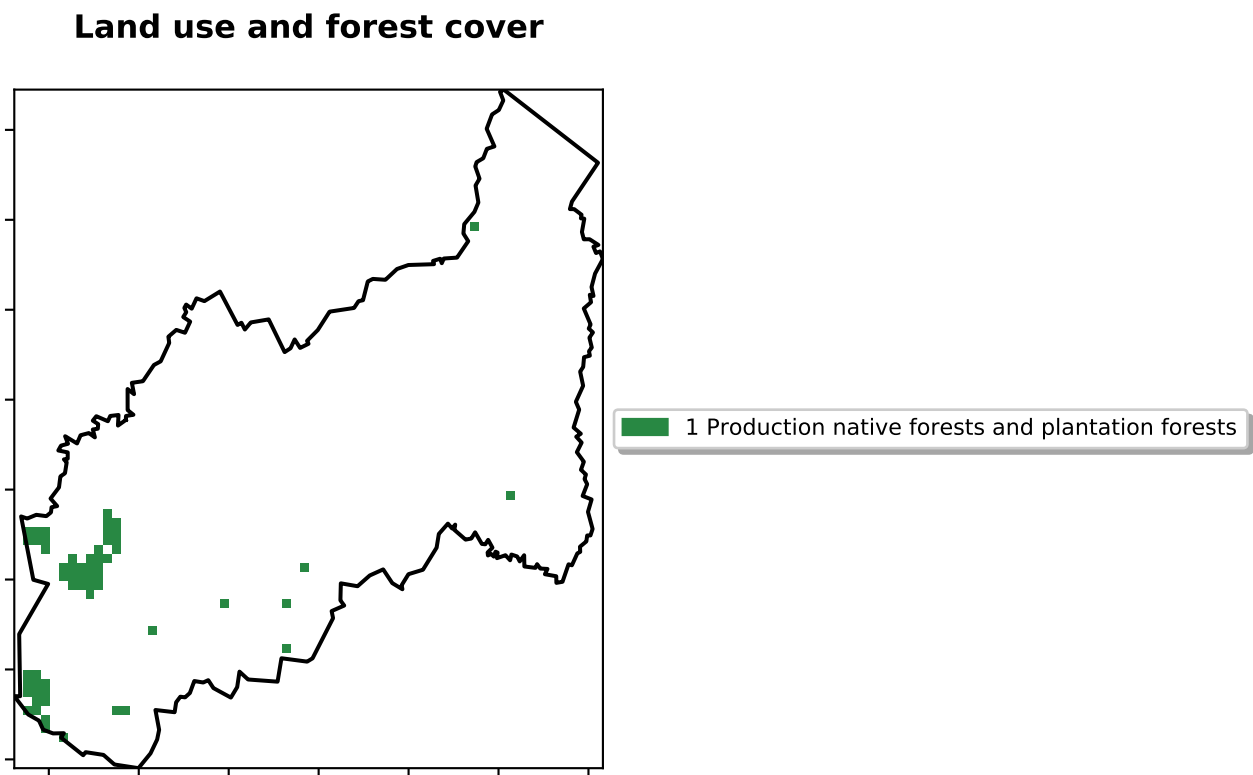 Land use and forest cover
1 Production native forests and plantation forests